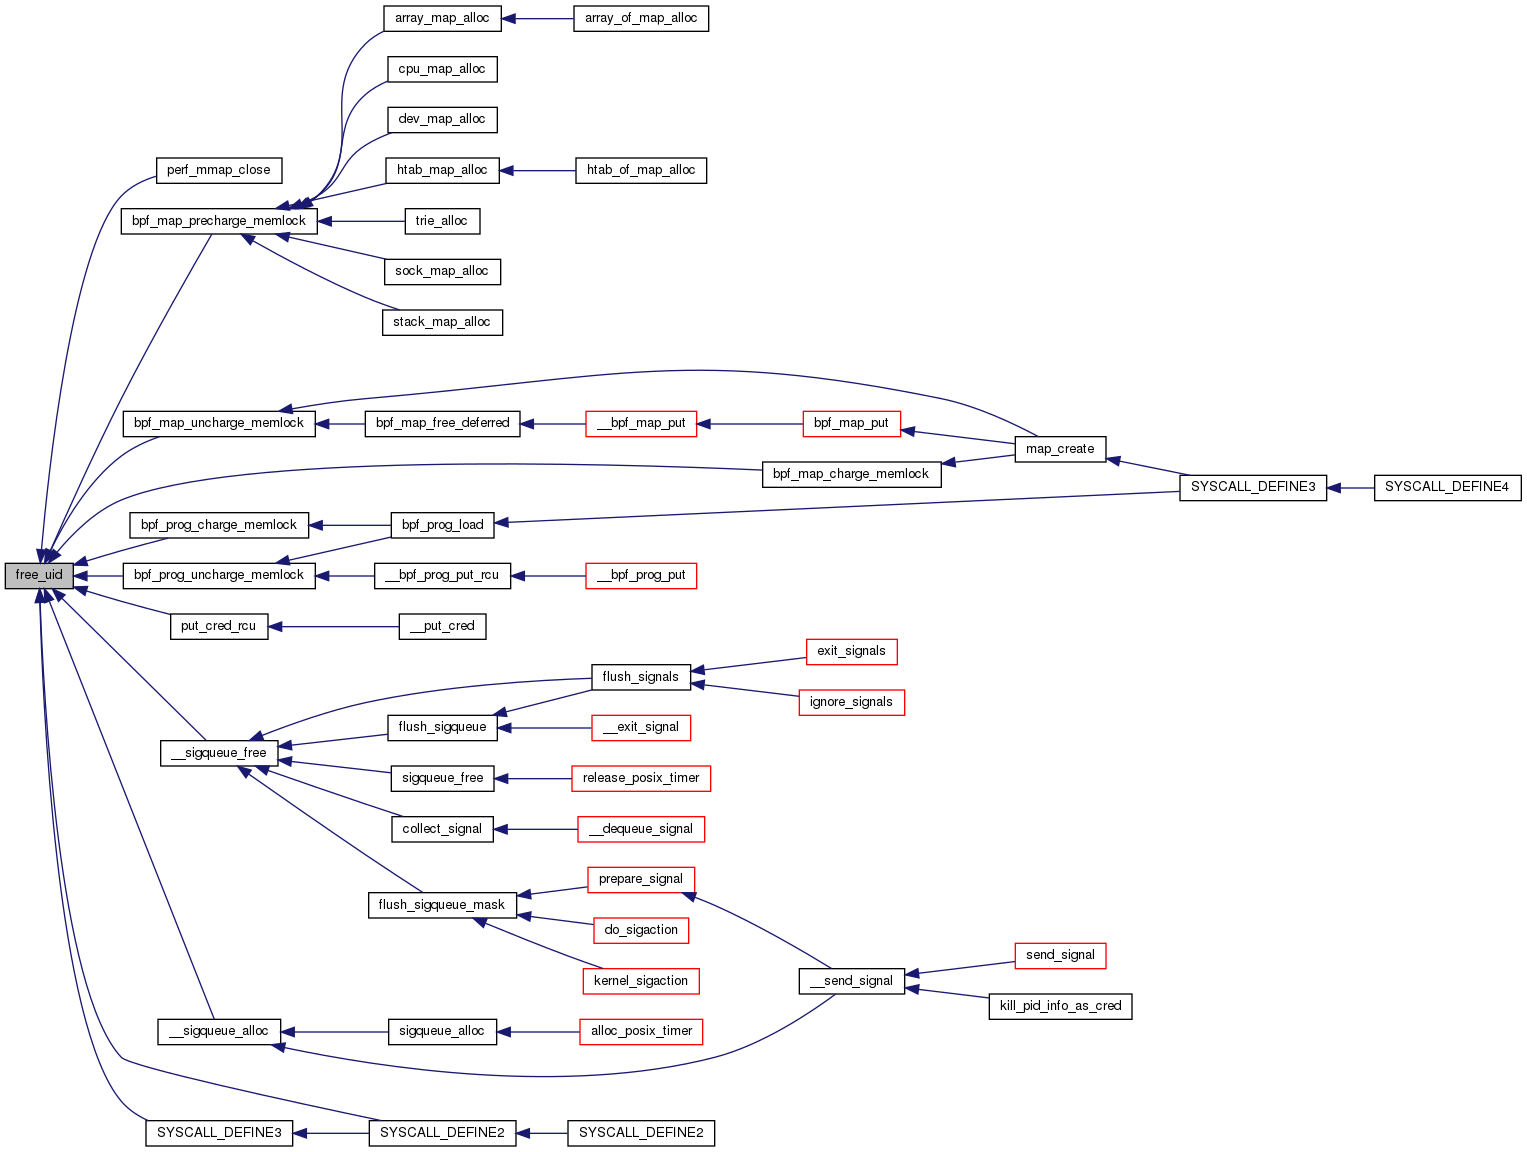 array_map_alloc
array_of_map_alloc
cpu_map_alloc
dev_map_alloc
perf_mmap_close
htab_map_alloc
htab_of_map_alloc
bpf_map_precharge_memlock
trie_alloc
sock_map_alloc
stack_map_alloc
bpf_map_uncharge_memlock
bpf_map_free_deferred
__bpf_map_put
bpf_map_put
map_create
bpf_map_charge_memlock
SYSCALL_DEFINE3
SYSCALL_DEFINE4
bpf_prog_charge_memlock
bpf_prog_load
free_uid
bpf_prog_uncharge_memlock
__bpf_prog_put_rcu
__bpf_prog_put
put_cred_rcu
__put_cred
exit_signals
flush_signals
ignore_signals
flush_sigqueue
__exit_signal
__sigqueue_free
sigqueue_free
release_posix_timer
collect_signal
__dequeue_signal
prepare_signal
flush_sigqueue_mask
do_sigaction
send_signal
kernel_sigaction
__send_signal
kill_pid_info_as_cred
__sigqueue_alloc
sigqueue_alloc
alloc_posix_timer
SYSCALL_DEFINE3
SYSCALL_DEFINE2
SYSCALL_DEFINE2